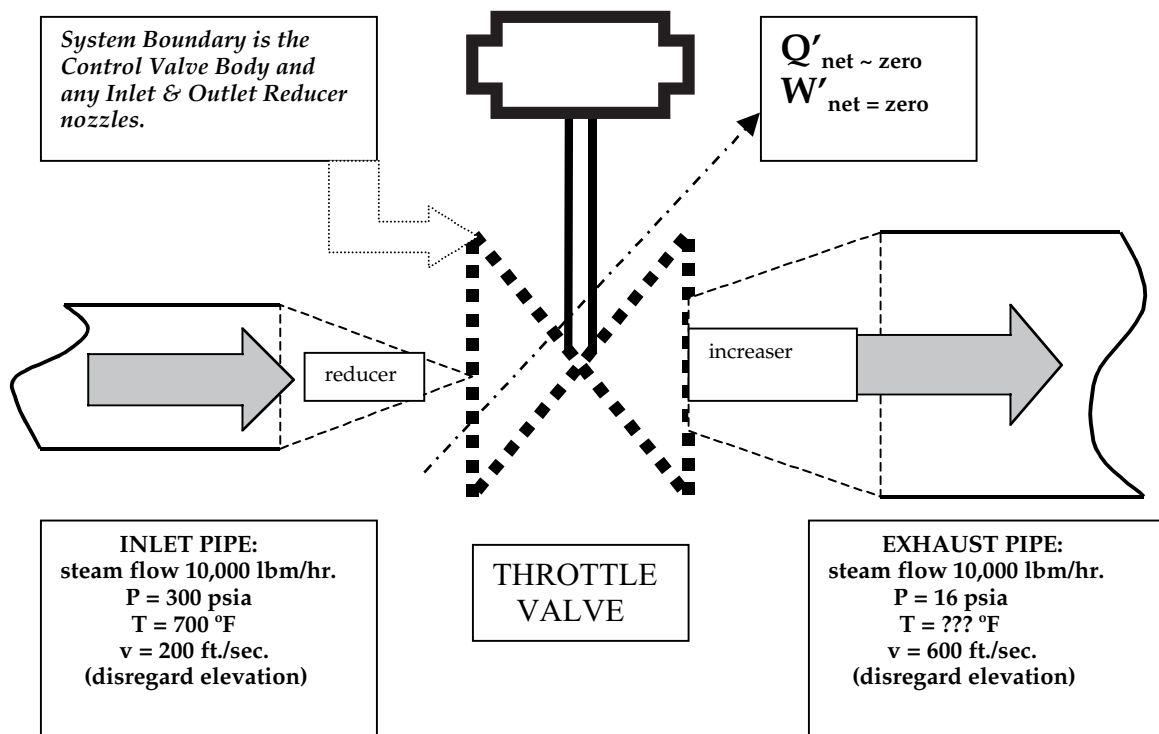 System Boundary is the
Control Valve Body and
any Inlet & Outlet Reducer
nozzles.
Q' net ~ zero
W' net = zero
reducer
increaser
INLET PIPE:
steam flow 10,000 lbm/hr.
P = 300 psia
T = 700 ºF
v = 200 ft./sec.
(disregard elevation)
THROTTLE
VALVE
EXHAUST PIPE:
steam flow 10,000 lbm/hr.
P = 16 psia
T = ??? ºF
v = 600 ft./sec.
(disregard elevation)